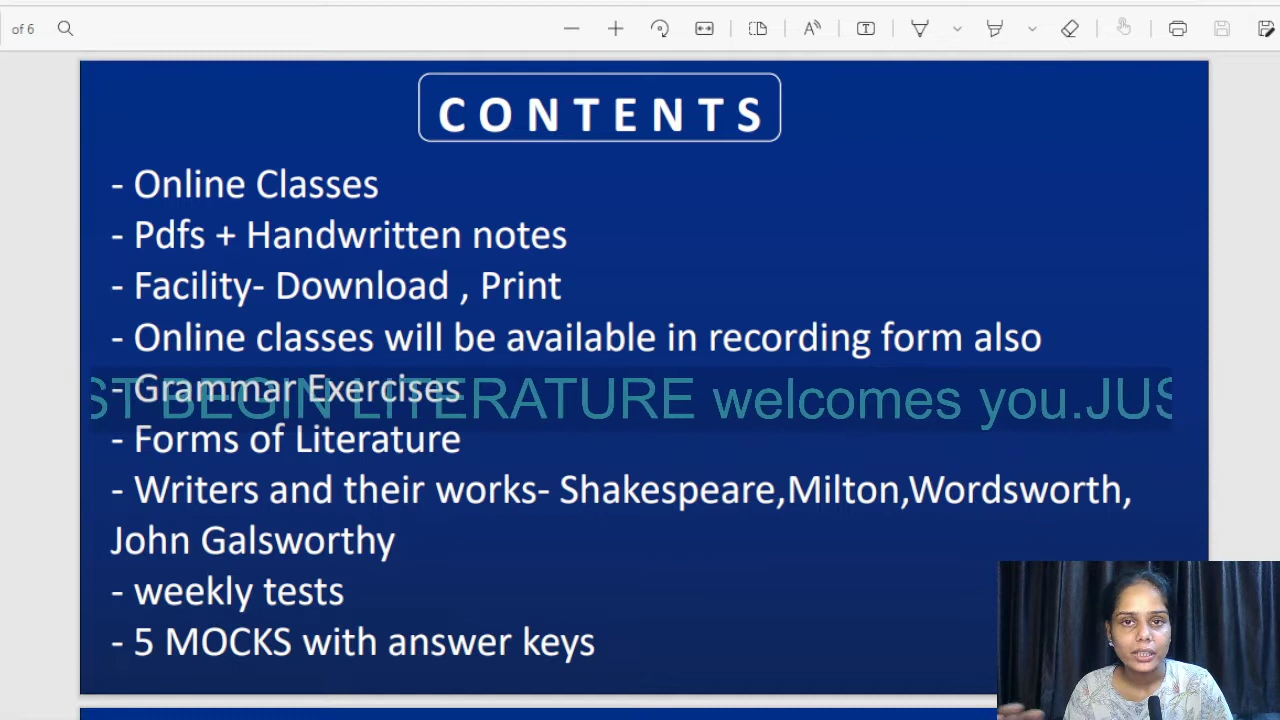 of 6
CONTENTS
- Online Classes
- Pdfs + Handwritten notes
- Facility- Download , Print
- Online classes will be available in recording form also
- Grammar Exercises
ST BEGIN LITERATURE welcomes you.JUS
- Forms of Literature
- Writers and their works- Shakespeare,Milton,Wordsworth,
John Galsworthy
- weekly tests
- 5 MOCKS with answer keys